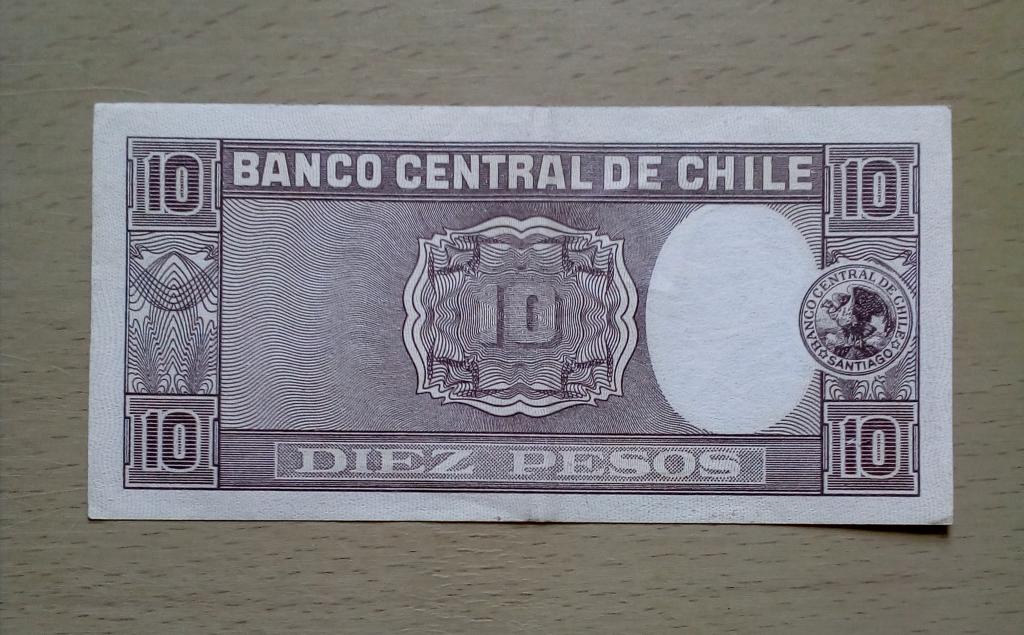 10 BANCO CENTRAL DE CHILE 10
10
BANCO CENTRAL DE CHILE
SANTIAGO
10 DIEZ PESOS 10